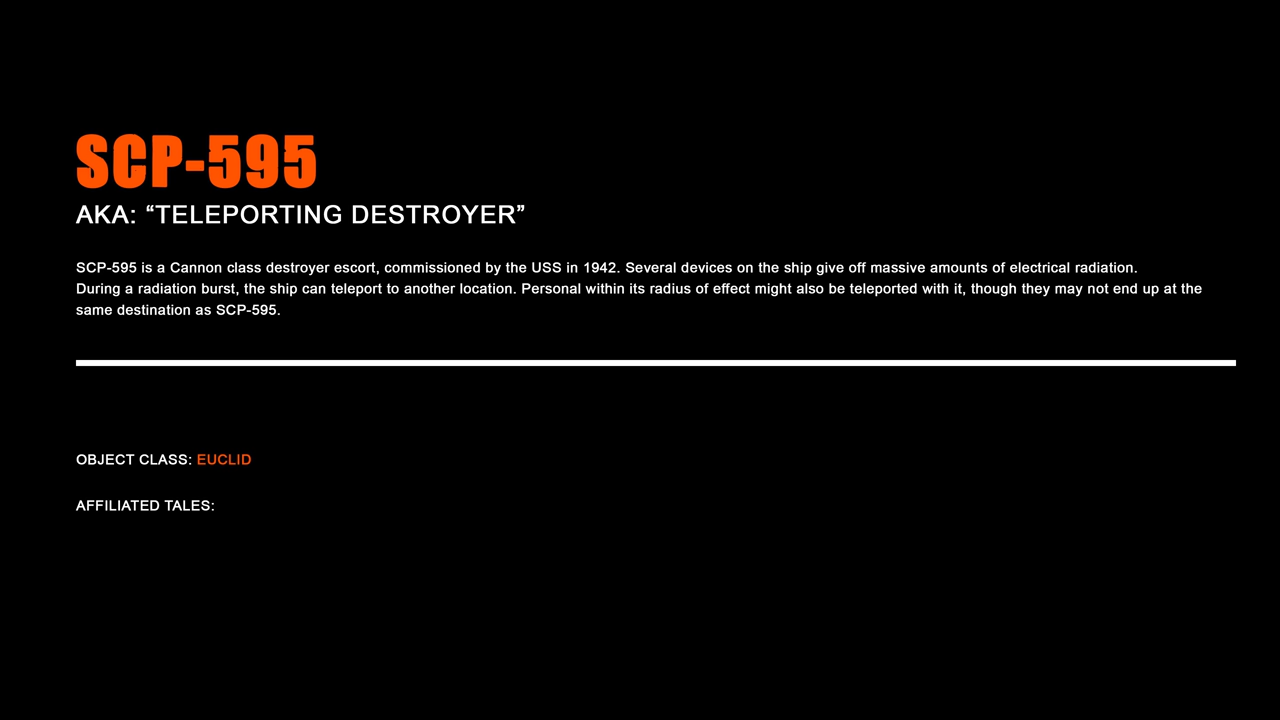 SCP-595
AKA: “TELEPORTING DESTROYER”
SCP-595 is a Cannon class destroyer escort, commissioned by the USS in 1942. Several devices on the ship give off massive amounts of electrical radiation.
During a radiation burst, the ship can teleport to another location. Personal within its radius of effect might also be teleported with it, though they may not end up at the
same destination as SCP-595.
OBJECT CLASS: EUCLID
AFFILIATED TALES: